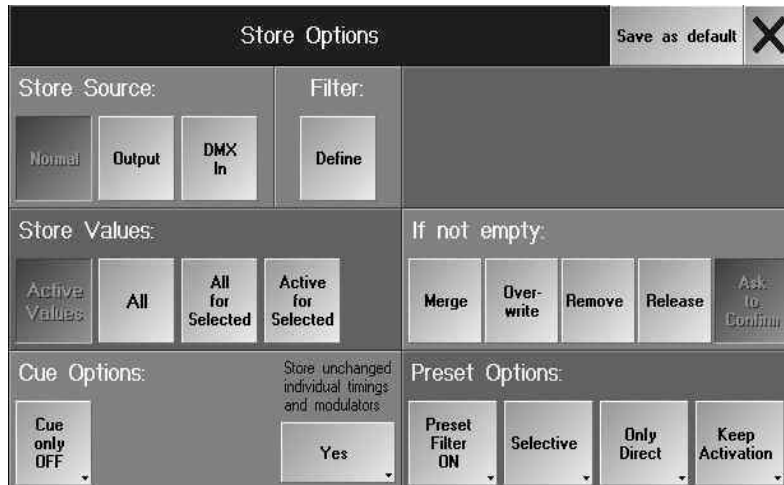 Store Options
Save as default
Store Source:
Filter:
Normal
Output
DMX
In
Define
Store Values:
If not empty:
Active
Values
All
All
for
Selected
Active
for
Selected
Merge
Over-
write
Remove
Release
Ask
to
Confirm
Cue Options:
Store unchanged
individual timings
and modulators
Preset Options:
Cue
only
OFF
Yes
Preset
Filter
ON
Selective
Only
Direct
Keep
Activation